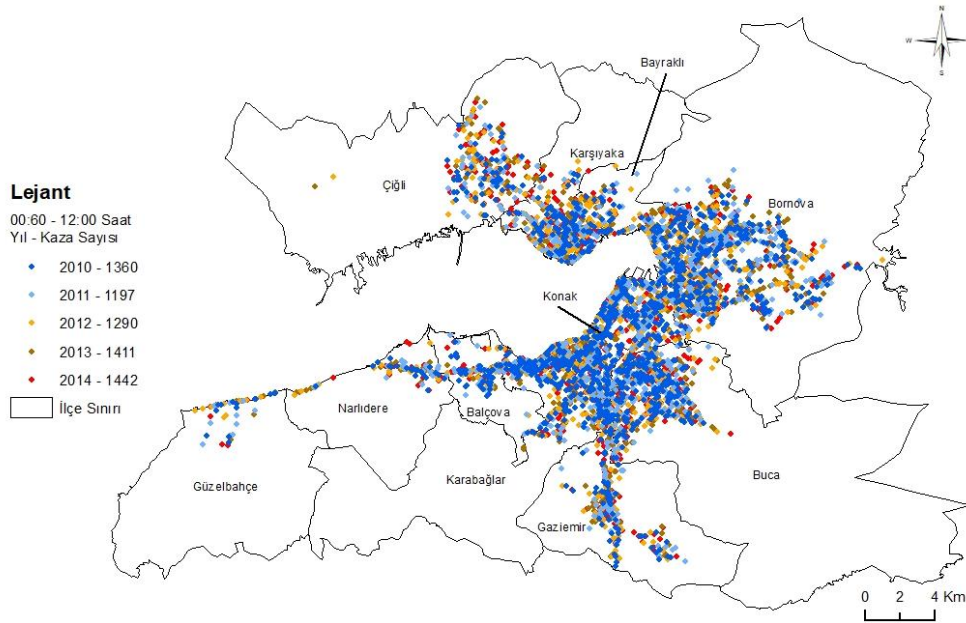 N
W
E
S
Bayraklı
Karşıyaka
Çiğli
Bornova
Lejant
00:60 - 12:00 Saat
Yıl - Kaza Sayısı
2010 - 1360
2011 - 1197
2012 - 1290
2013 - 1411
2014 - 1442
İlçe Sınırı
Konak
Narlıdere
Balçova
Güzelbahçe
Karabağlar
Buca
Gaziemir
0 2 4 Km